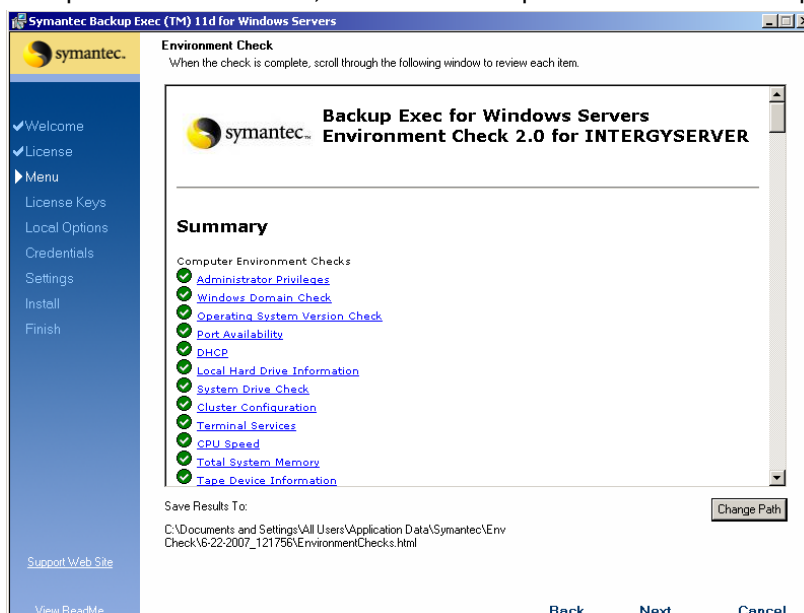 Symantec Backup Exec (TM) 11d for Windows Servers
symantec.
Environment Check
When the check is complete, scroll through the following window to review each item.
Welcome
License
Menu
License Keys
Local Options
Credentials
Settings
Install
Finish
Support Web Site
View ReadMe
symantec.
Backup Exec for Windows Servers
Environment Check 2.0 for INTERGYSERVER
Summary
Computer Environment Checks
Administrator Privileges
Windows Domain Check
Operating System Version Check
Port Availability
DHCP
Local Hard Drive Information
System Drive Check
Cluster Configuration
Terminal Services
CPU Speed
Total System Memory
Tape Device Information
Save Results To:
Change Path
C:\Documents and Settings\All Users\Application Data\Symantec\Env
Check\6-22-2007_121756\EnvironmentChecks.html
Back Next Cancel